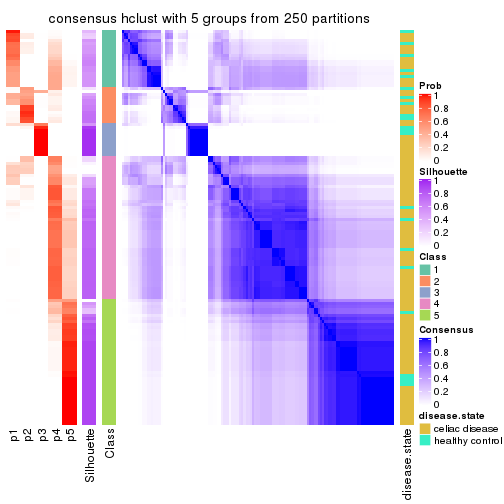 consensus hclust with 5 groups from 250 partitions
Prob
1
0.8
0.6
0.4
0.2
0
Silhouette
1
0.8
0.6
0.4
0.2
0
Class
1
2
3
4
5
Consensus
1
0.8
0.6
0.4
0.2
0
disease.state
celiac disease
healthy control
p1
p2
p3
p4
p5
Silhouette
Class
disease.state